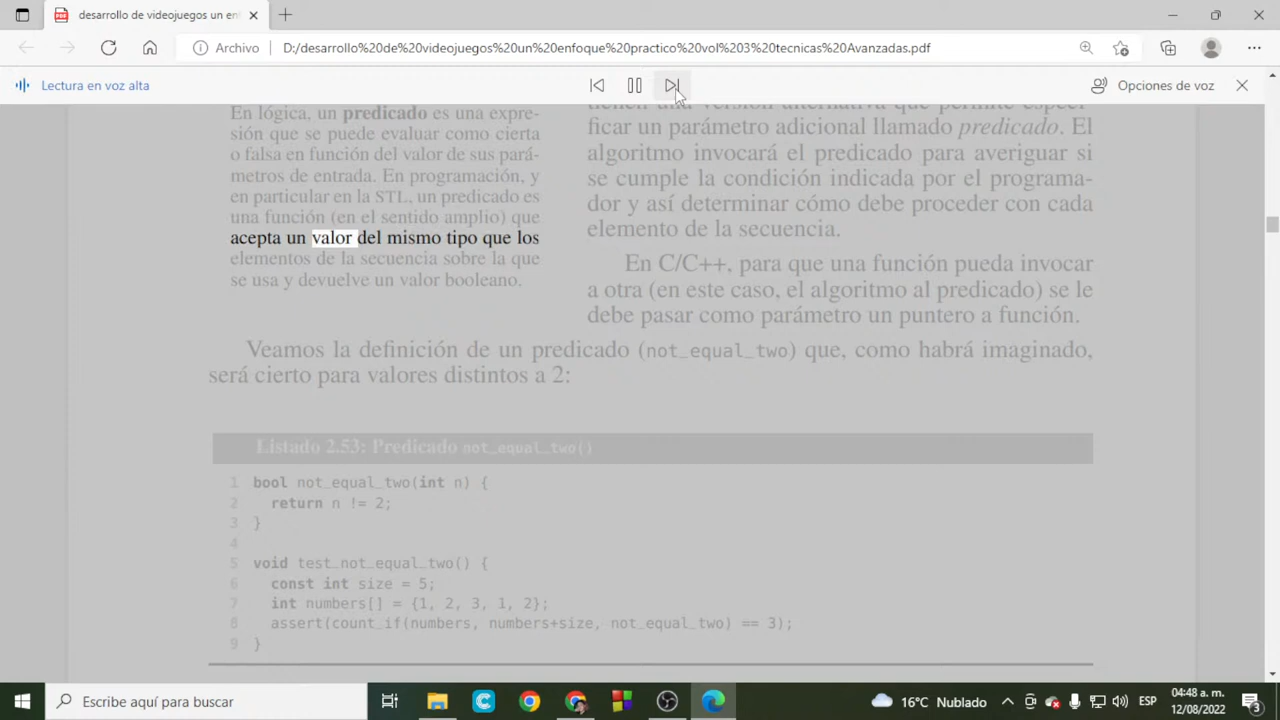 desarrollo de videojuegos un en
Archivo
D:/desarrollo%20de%20videojuegos%20un%20enfoque%20practico%20vol%203%20tecnicas%20Avanzadas.pdf
Lectura en voz alta
Opciones de voz
En lógica, un predicado es una expre-
sión que se puede evaluar como cierta
o falsa en función del valor de sus pará-
metros de entrada. En programación, y
en particular en la STL, un predicado es
una función (en el sentido amplio) que
acepta un valor del mismo tipo que los
elementos de la secuencia sobre la que
se usa y devuelve un valor booleano.
tienen una versión alternativa que permite especi-
ficar un parámetro adicional llamado predicado. El
algoritmo invocará el predicado para averiguar si
se cumple la condición indicada por el programa-
dor y así determinar cómo debe proceder con cada
elemento de la secuencia.
En C/C++, para que una función pueda invocar
a otra (en este caso, el algoritmo al predicado) se le
debe pasar como parámetro un puntero a función.
Veamos la definición de un predicado (not_equal_two) que, como habrá imaginado,
será cierto para valores distintos a 2:
Listado 2.53: Predicado not_equal_two()
1 bool not_equal_two(int n) {
2 return n != 2;
3 }
4
5 void test_not_equal_two() {
6 const int size = 5;
7 int numbers[] = {1, 2, 3, 1, 2};
8 assert(count_if(numbers, numbers+size, not_equal_two) == 3);
9 }
Escribe aquí para buscar
16°C Nublado
ESP
04:48 a. m.
12/08/2022
3